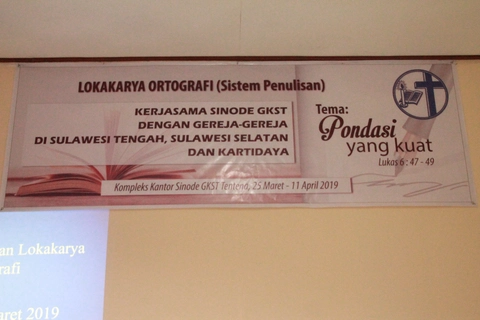 LOKAKARYA ORTOGRAFI (Sistem Penulisan)
KERJASAMA SINODE GKST
DENGAN GEREJA-GEREJA
DI SULAWESI TENGAH, SULAWESI SELATAN
DAN KARTIDAYA
Tema:
Pondasi
yang kuat
Lukas 6 : 47 - 49
Kompleks Kantor Sinode GKST Tentena, 25 Maret - 11 April 2019
an Lokakarya
rafi
aret 2019